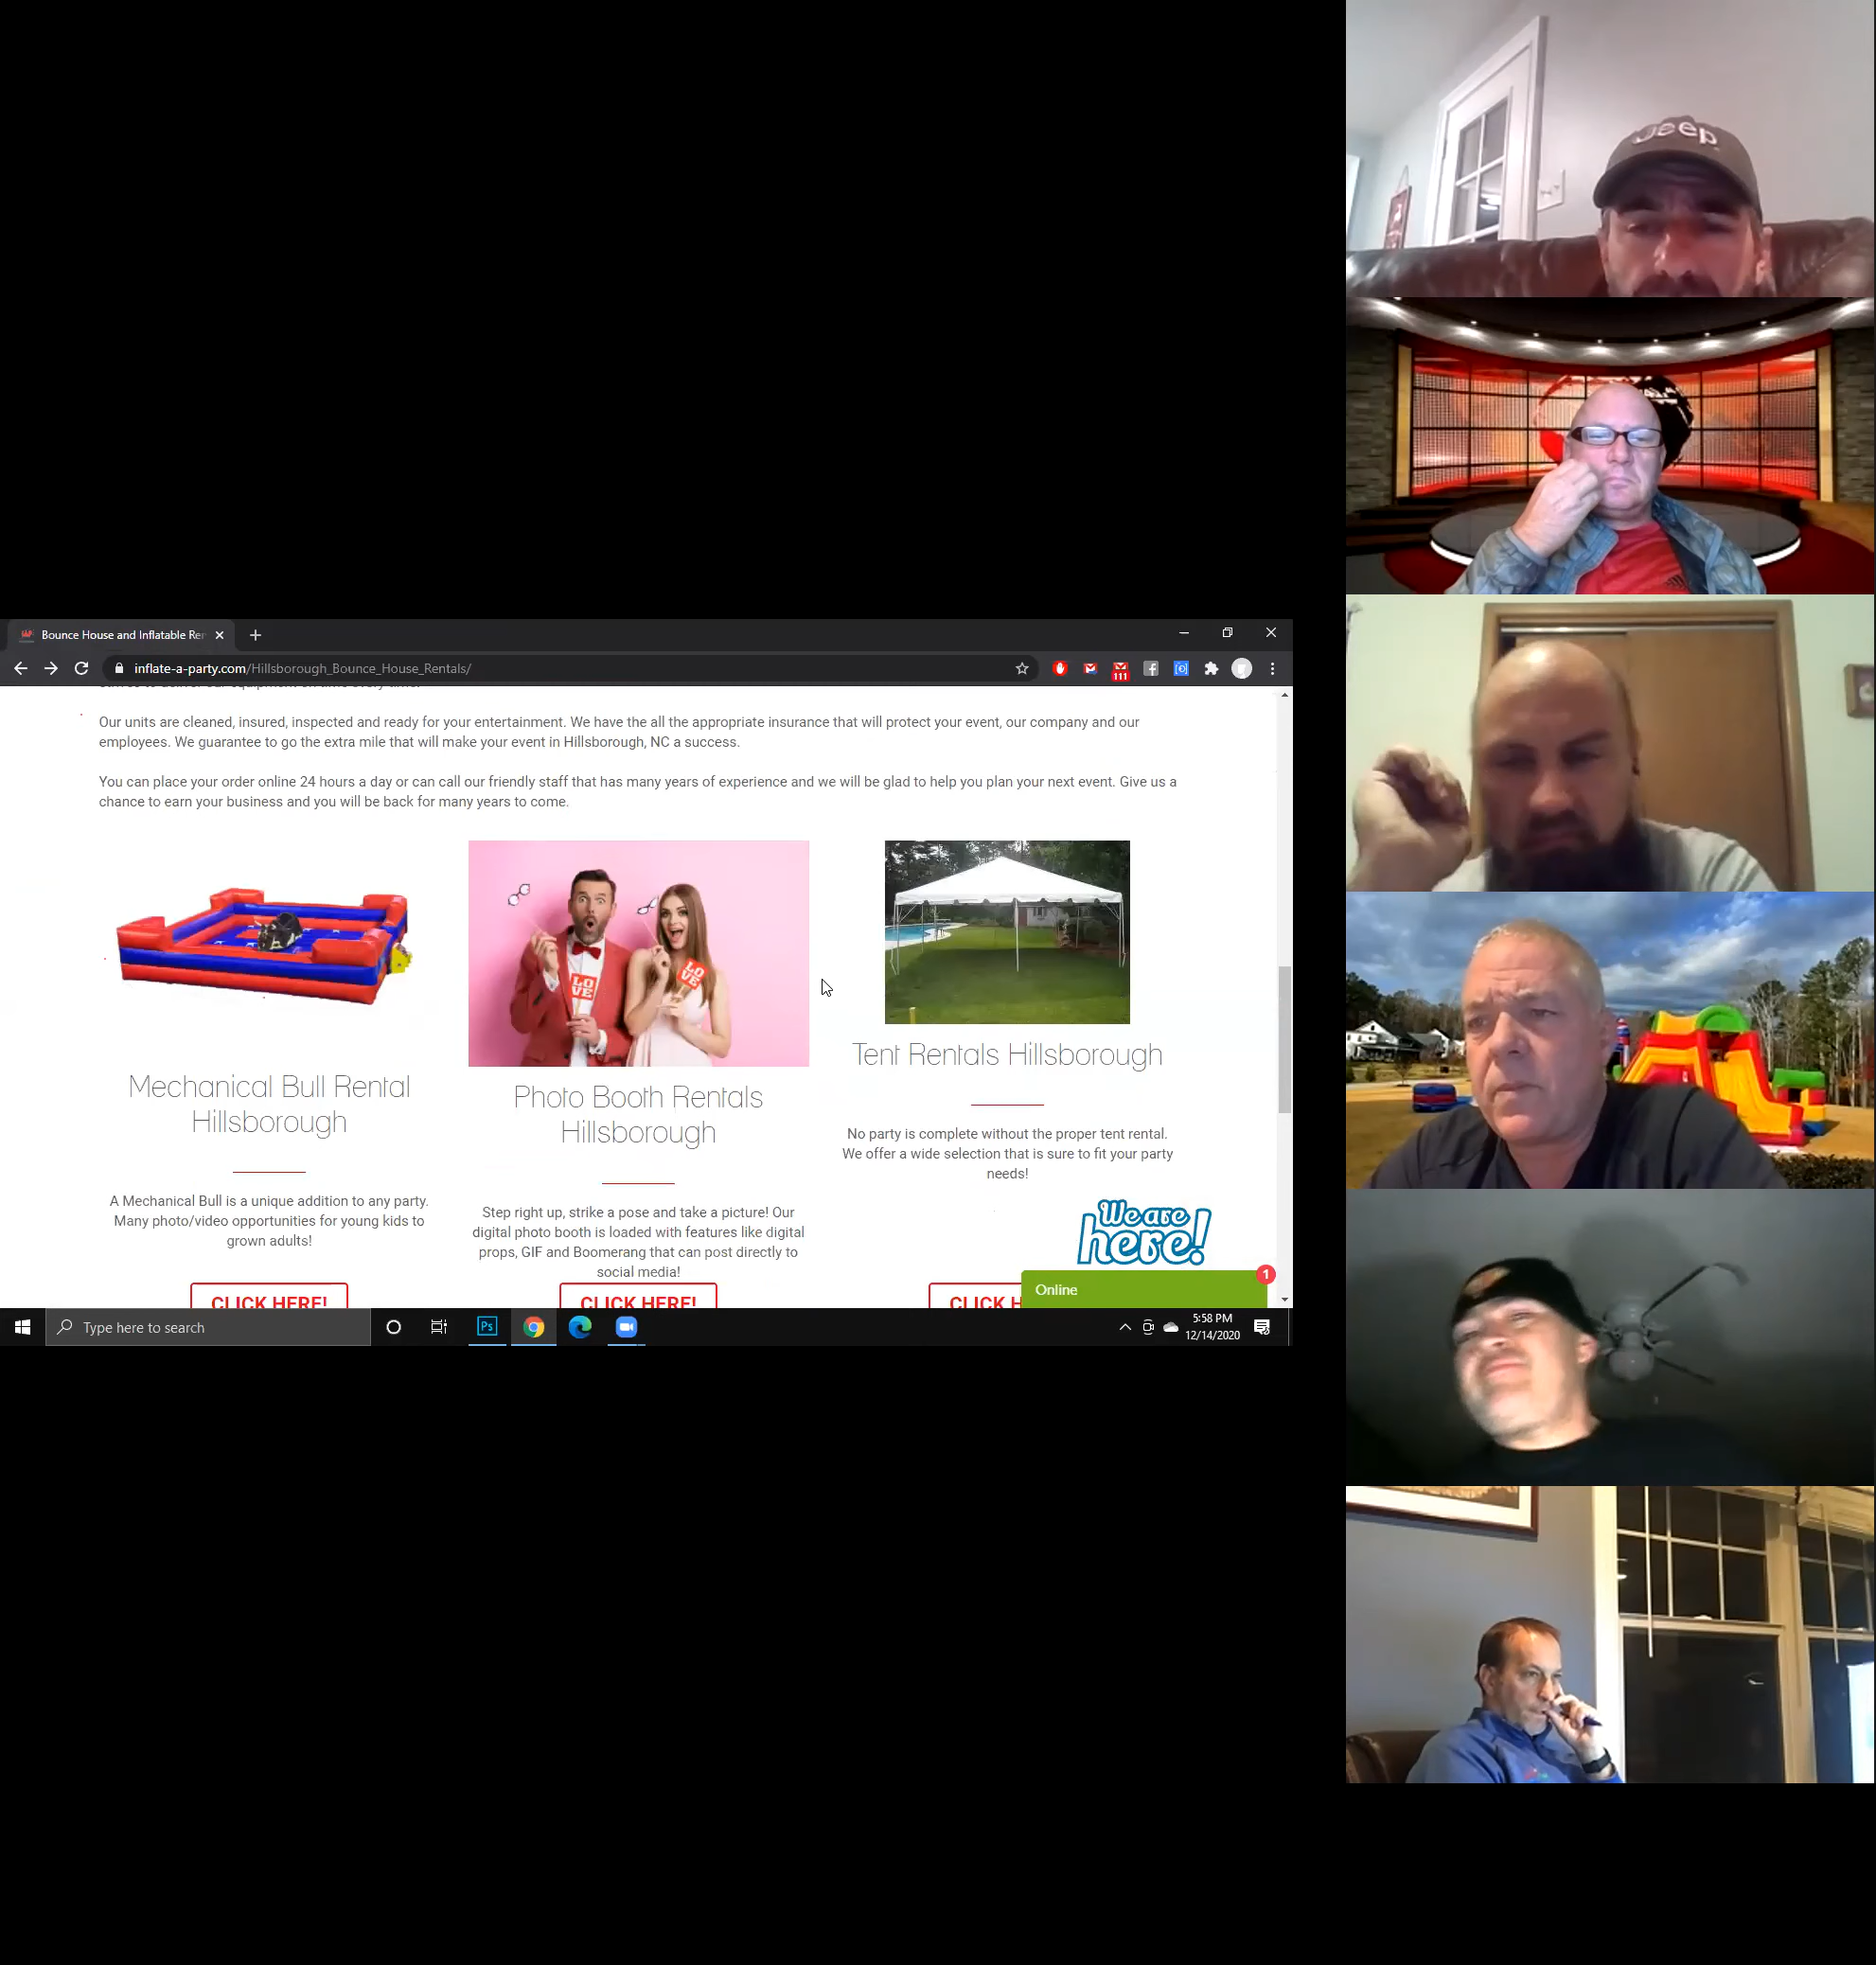 Jeep
Bounce House and Inflatable Ren
inflate-a-party.com/Hillsborough_Bounce_House_Rentals/
111
Our units are cleaned, insured, inspected and ready for your entertainment. We have the all the appropriate insurance that will protect your event, our company and our
employees. We guarantee to go the extra mile that will make your event in Hillsborough, NC a success.
You can place your order online 24 hours a day or can call our friendly staff that has many years of experience and we will be glad to help you plan your next event. Give us a
chance to earn your business and you will be back for many years to come.
LOVE
LOVE
Mechanical Bull Rental
Hillsborough
A Mechanical Bull is a unique addition to any party.
Many photo/video opportunities for young kids to
grown adults!
CLICK HERE!
Photo Booth Rentals
Hillsborough
Step right up, strike a pose and take a picture! Our
digital photo booth is loaded with features like digital
props, GIF and Boomerang that can post directly to
social media!
CLICK HERE!
Tent Rentals Hillsborough
No party is complete without the proper tent rental.
We offer a wide selection that is sure to fit your party
needs!
CLICK H
We are
here!
Online
1
Type here to search
Ps
5:58 PM
12/14/2020